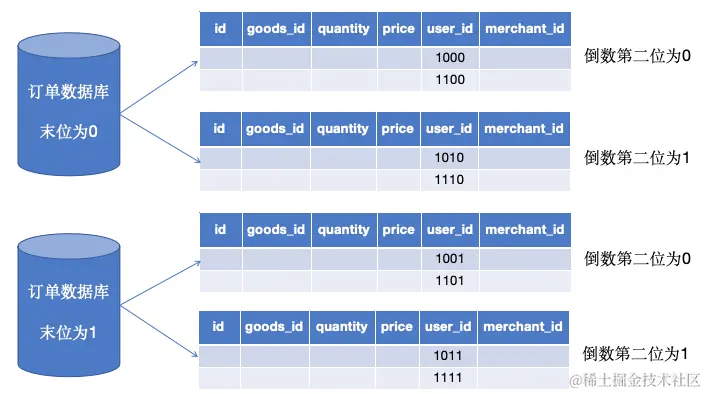 订单数据库
末位为0
id goods_id quantity price user_id merchant_id
1000
1100
倒数第二位为0
id goods_id quantity price user_id merchant_id
1010
1110
倒数第二位为1
订单数据库
末位为1
id goods_id quantity price user_id merchant_id
1001
1101
倒数第二位为0
id goods_id quantity price user_id merchant_id
1011
1111
倒数第二位为1
@稀土掘金技术社区